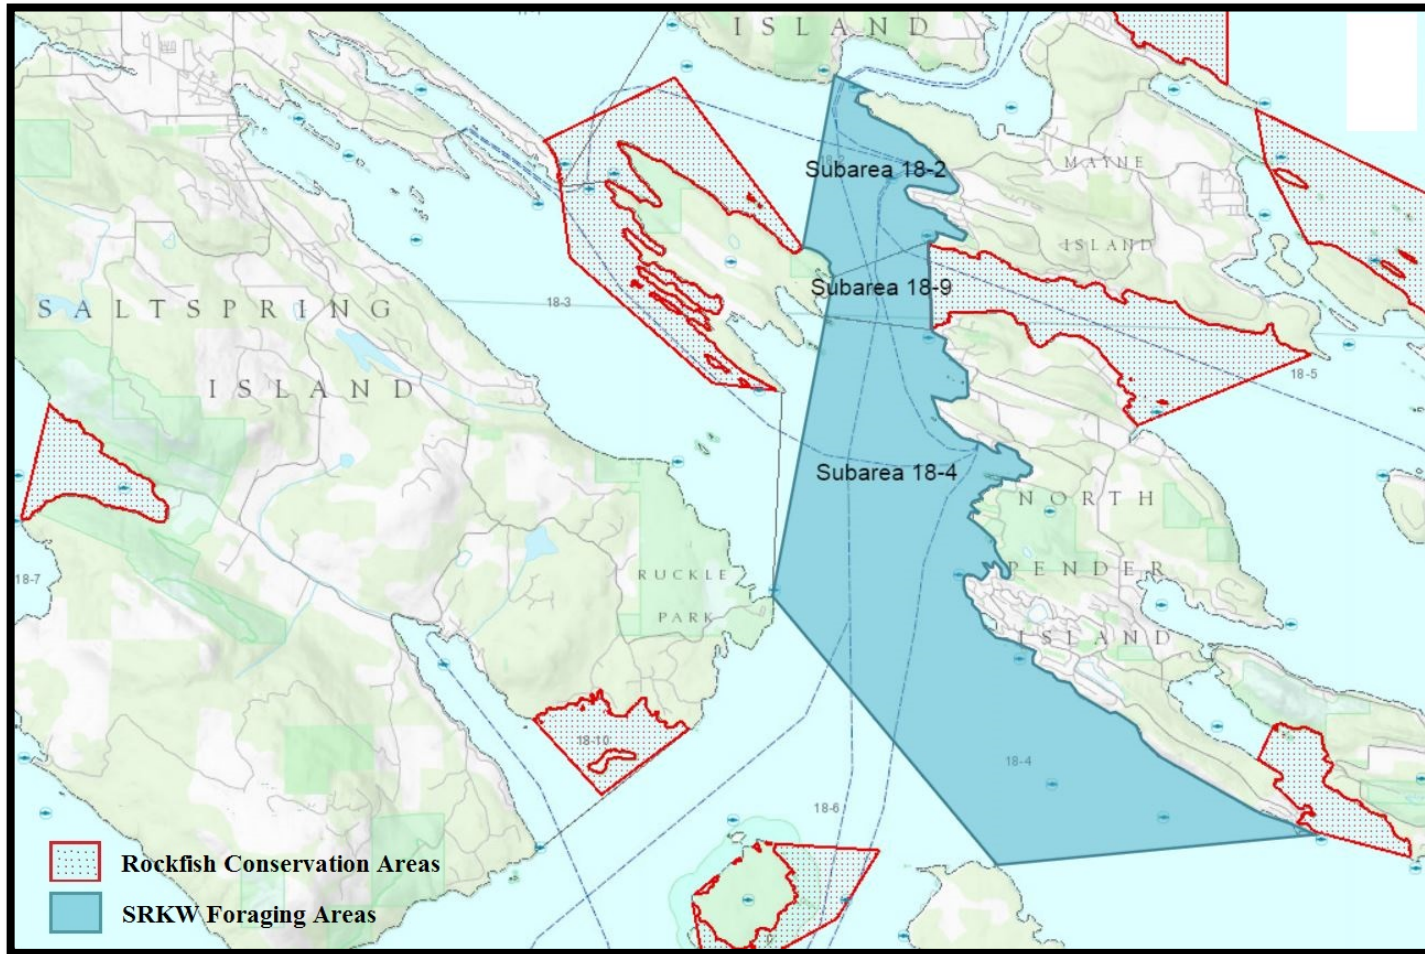 ISLAND
Subarea 18-2
MAYNE
ISLAND
Subarea 18-9
18-3
SALTSPRING
ISLAND
18-5
Subarea 18-4
NORTH
PENDER
ISLAND
18-7
RUCKLE
PARK
18-10
18-4
18-6
Rockfish Conservation Areas
SRKW Foraging Areas